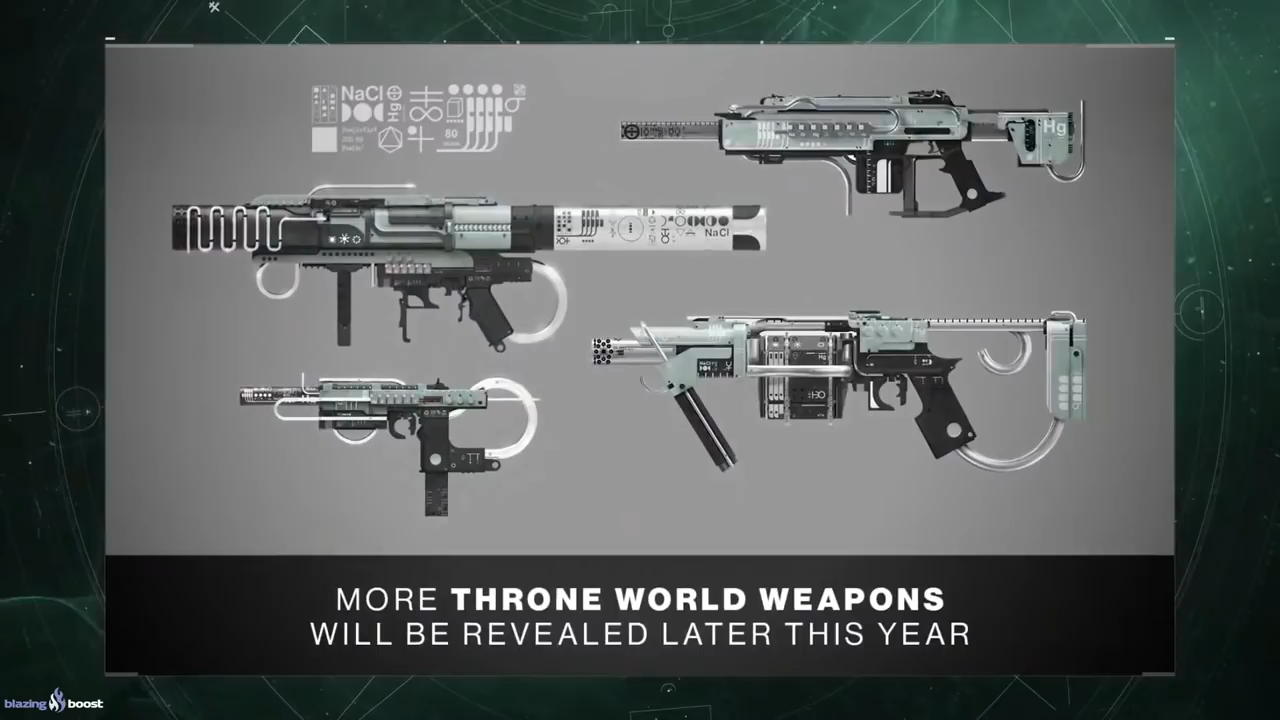 NaCl
Hg
80
Hg
NaCl
MORE THRONE WORLD WEAPONS
WILL BE REVEALED LATER THIS YEAR
blazing boost